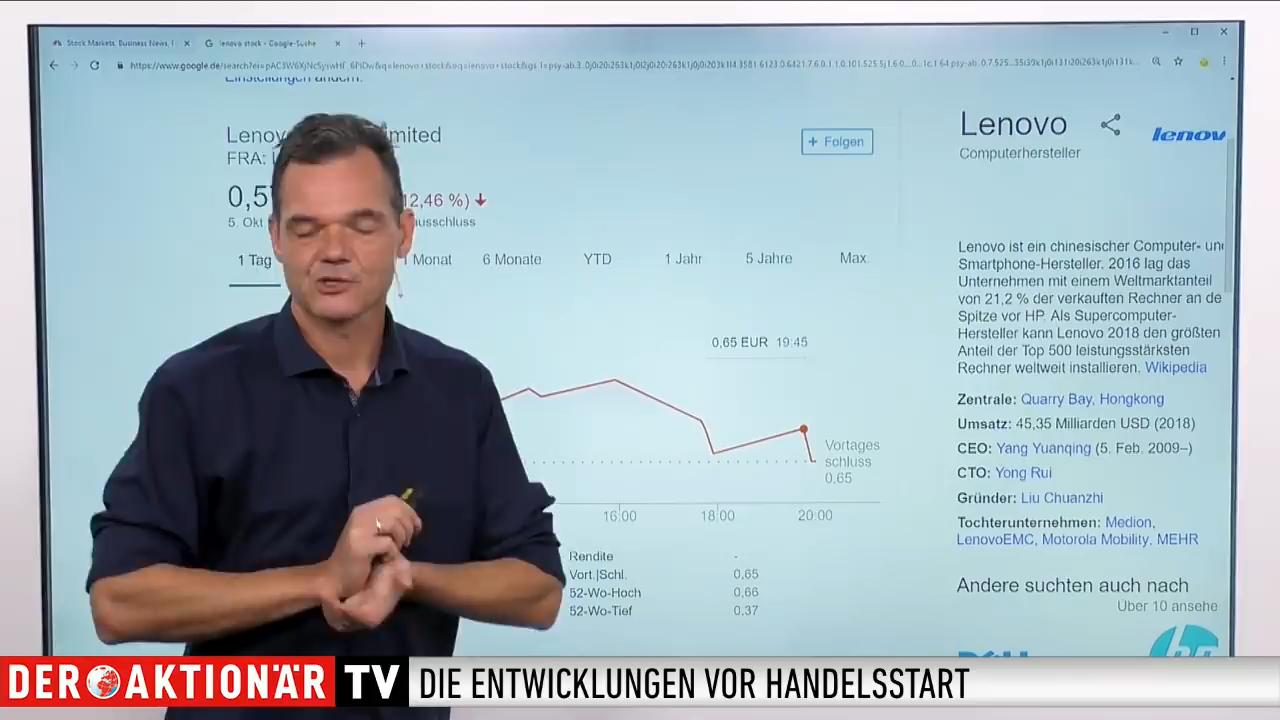 Stock Markets, Business News,
lenovo stock - Google-Suche
Einstellungen ändern.
Lenovo
mited
FRA:
+ Folgen
0,5
12,46 %)
5. Okt
usschluss
1 Tag
1 Monat
6 Monate
YTD
1 Jahr
5 Jahre
Max.
0,65 EUR 19:45
Vortages
schluss
0.65
16:00
18:00
20:00
Rendite -
Vort.|Schl. 0,65
52-Wo-Hoch 0,66
52-Wo-Tief 0,37
Lenovo
lenov
Computerhersteller
Lenovo ist ein chinesischer Computer- und
Smartphone-Hersteller. 2016 lag das
Unternehmen mit einem Weltmarktanteil
von 21,2 % der verkauften Rechner an de
Spitze vor HP. Als Supercomputer-
Hersteller kann Lenovo 2018 den größten
Anteil der Top 500 leistungsstärksten
Rechner weltweit installieren. Wikipedia
Zentrale: Quarry Bay, Hongkong
Umsatz: 45,35 Milliarden USD (2018)
CEO: Yang Yuanqing (5. Feb. 2009–)
CTO: Yong Rui
Gründer: Liu Chuanzhi
Tochterunternehmen: Medion,
LenovoEMC, Motorola Mobility, MEHR
Andere suchten auch nach
Über 10 ansehe
hp
DER AKTIONÄR TV
DIE ENTWICKLUNGEN VOR HANDELSSTART